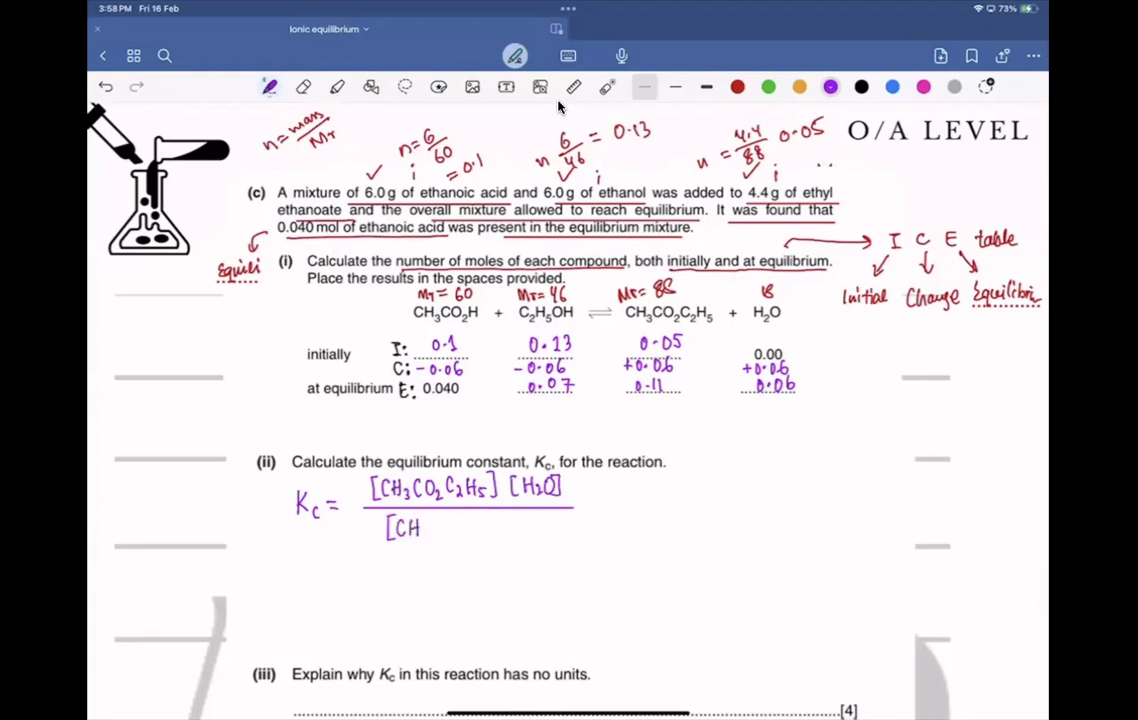 3:58 PM Fri 16 Feb
73%
Ionic equilibrium
O/A LEVEL
n = mass/Mr
n = 6/60 = 0.1
i
n 6/46 = 0.13
i
n = 4.4/88 0.05
i
(c) A mixture of 6.0 g of ethanoic acid and 6.0 g of ethanol was added to 4.4 g of ethyl
ethanoate and the overall mixture allowed to reach equilibrium. It was found that
0.040 mol of ethanoic acid was present in the equilibrium mixture.
Equili
I C E table
Initial Change Equilibriu
(i) Calculate the number of moles of each compound, both initially and at equilibrium.
Place the results in the spaces provided.
Mr = 60 Mr = 46 Mr = 88 18
CH₃CO₂H + C₂H₅OH ⇌ CH₃CO₂C₂H₅ + H₂O
initially I: 0.1 0.13 0.05 0.00
C: -0.06 -0.06 +0.06 +0.06
at equilibrium E: 0.040 0.07 0.11 0.06
(ii) Calculate the equilibrium constant, Kc, for the reaction.
Kc = [CH₃CO₂C₂H₅] [H₂O]
[CH
(iii) Explain why Kc in this reaction has no units.
[4]